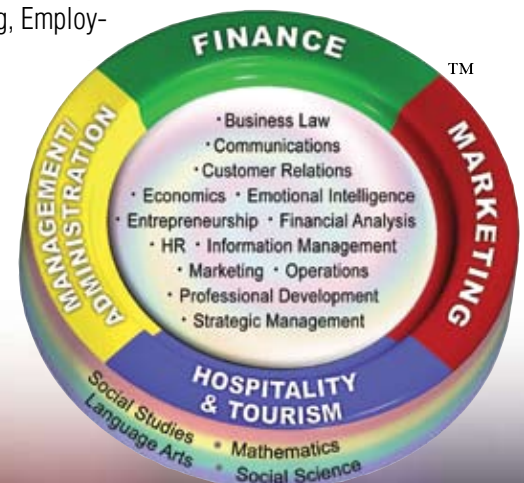 g, Employ-
FINANCE
TM
MANAGEMENT/
ADMINISTRATION
MARKETING
· Business Law
· Communications
· Customer Relations
· Economics · Emotional Intelligence
· Entrepreneurship · Financial Analysis
· HR · Information Management
· Marketing · Operations
· Professional Development
· Strategic Management
HOSPITALITY
& TOURISM
Social Studies · Mathematics
Language Arts · Social Science